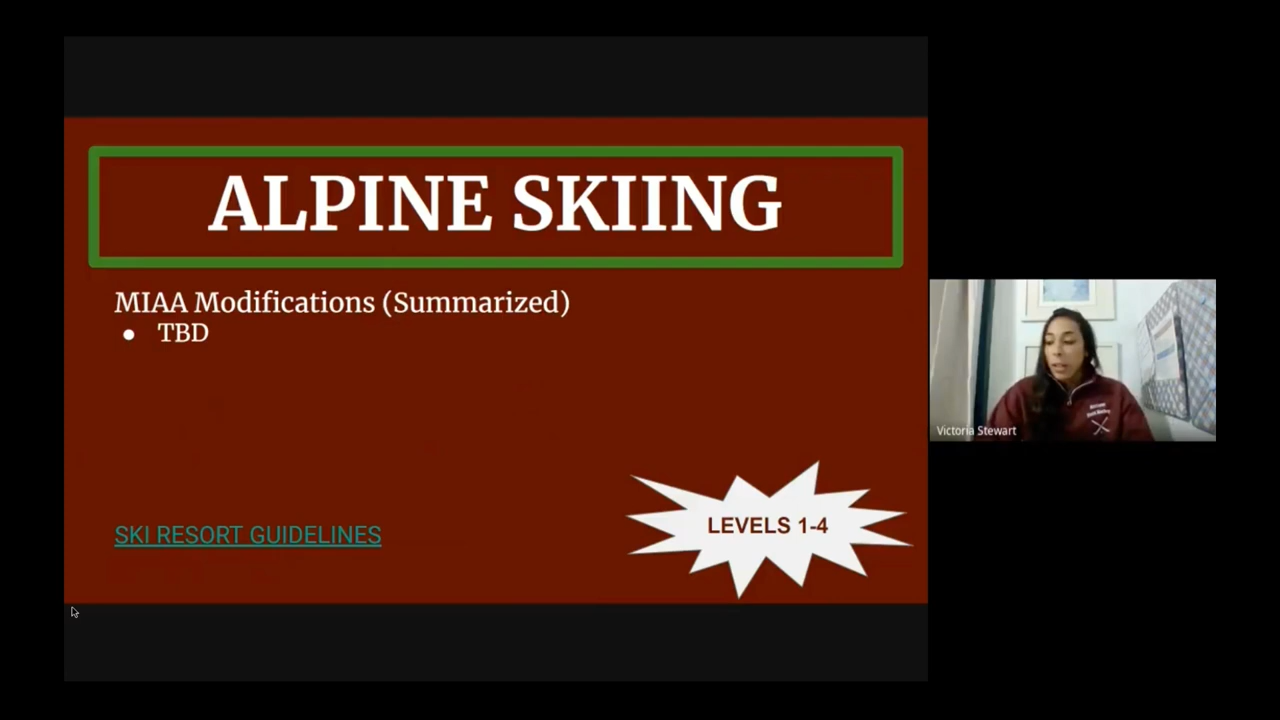 ALPINE SKIING
MIAA Modifications (Summarized)
● TBD
SKI RESORT GUIDELINES
LEVELS 1-4
Victoria Stewart